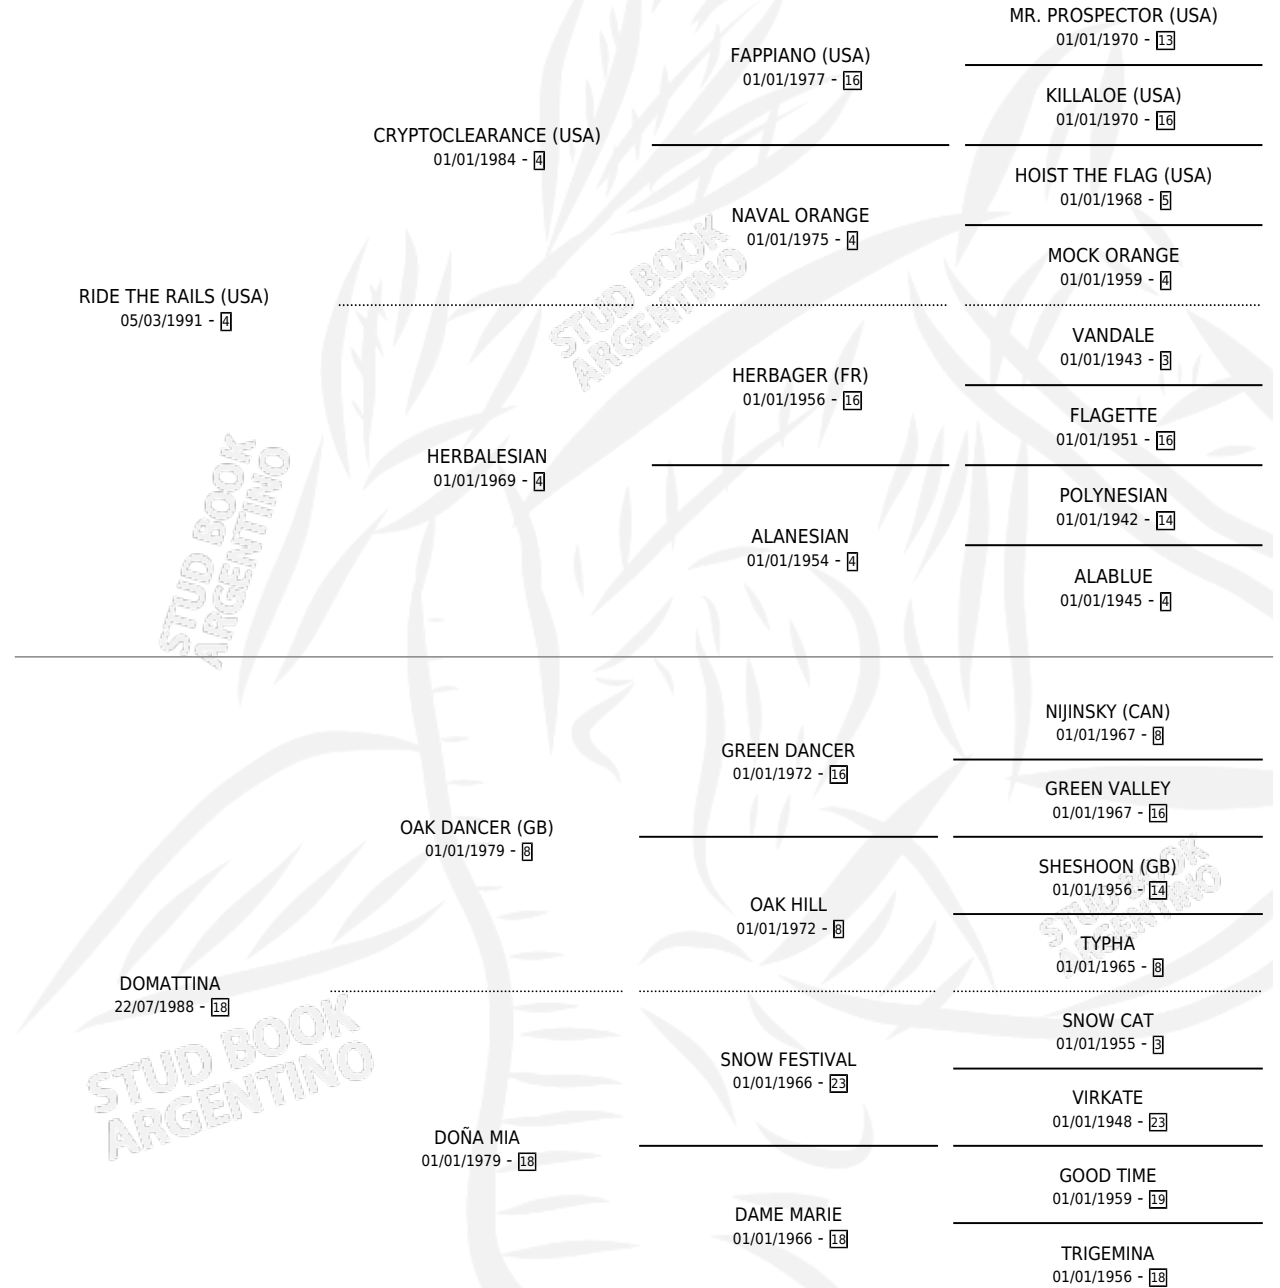 MR. PROSPECTOR (USA)
01/01/1970 - 13
FAPPIANO (USA)
01/01/1977 - 16
KILLALOE (USA)
01/01/1970 - 16
CRYPTOCLEARANCE (USA)
01/01/1984 - 4
HOIST THE FLAG (USA)
01/01/1968 - 5
NAVAL ORANGE
01/01/1975 - 4
MOCK ORANGE
01/01/1959 - 4
RIDE THE RAILS (USA)
05/03/1991 - 4
STUD BOOK
ARGENTINO
VANDALE
01/01/1943 - 3
HERBAGER (FR)
01/01/1956 - 16
FLAGETTE
01/01/1951 - 16
HERBALESIAN
01/01/1969 - 4
POLYNESIAN
01/01/1942 - 14
ALANESIAN
01/01/1954 - 4
ALABLUE
01/01/1945 - 4
STUD BOOK
ARGENTINO
NIJINSKY (CAN)
01/01/1967 - 8
GREEN DANCER
01/01/1972 - 16
GREEN VALLEY
01/01/1967 - 16
OAK DANCER (GB)
01/01/1979 - 8
SHESHOON (GB)
01/01/1956 - 14
OAK HILL
01/01/1972 - 8
TYPHA
01/01/1965 - 8
STUD BOOK
ARGENTINO
DOMATTINA
22/07/1988 - 18
SNOW CAT
01/01/1955 - 3
SNOW FESTIVAL
01/01/1966 - 23
VIRKATE
01/01/1948 - 23
STUD BOOK
ARGENTINO
DOÑA MIA
01/01/1979 - 18
GOOD TIME
01/01/1959 - 19
DAME MARIE
01/01/1966 - 18
TRIGEMINA
01/01/1956 - 18